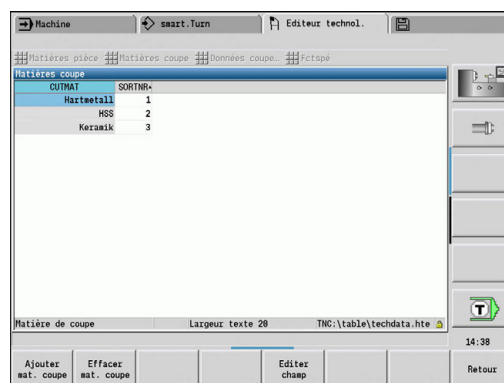 Machine smart.Turn Editeur technol.
Matières pièce Matières coupe Données coupe… Fctspé
Matières coupe
CUTMAT SORTNR
Hartmetall 1
HSS 2
Keramik 3
Matière de coupe Largeur texte 20 TNC:\table\techdata.hte
T
14:38
Ajouter mat. coupe Effacer mat. coupe Editer champ Retour